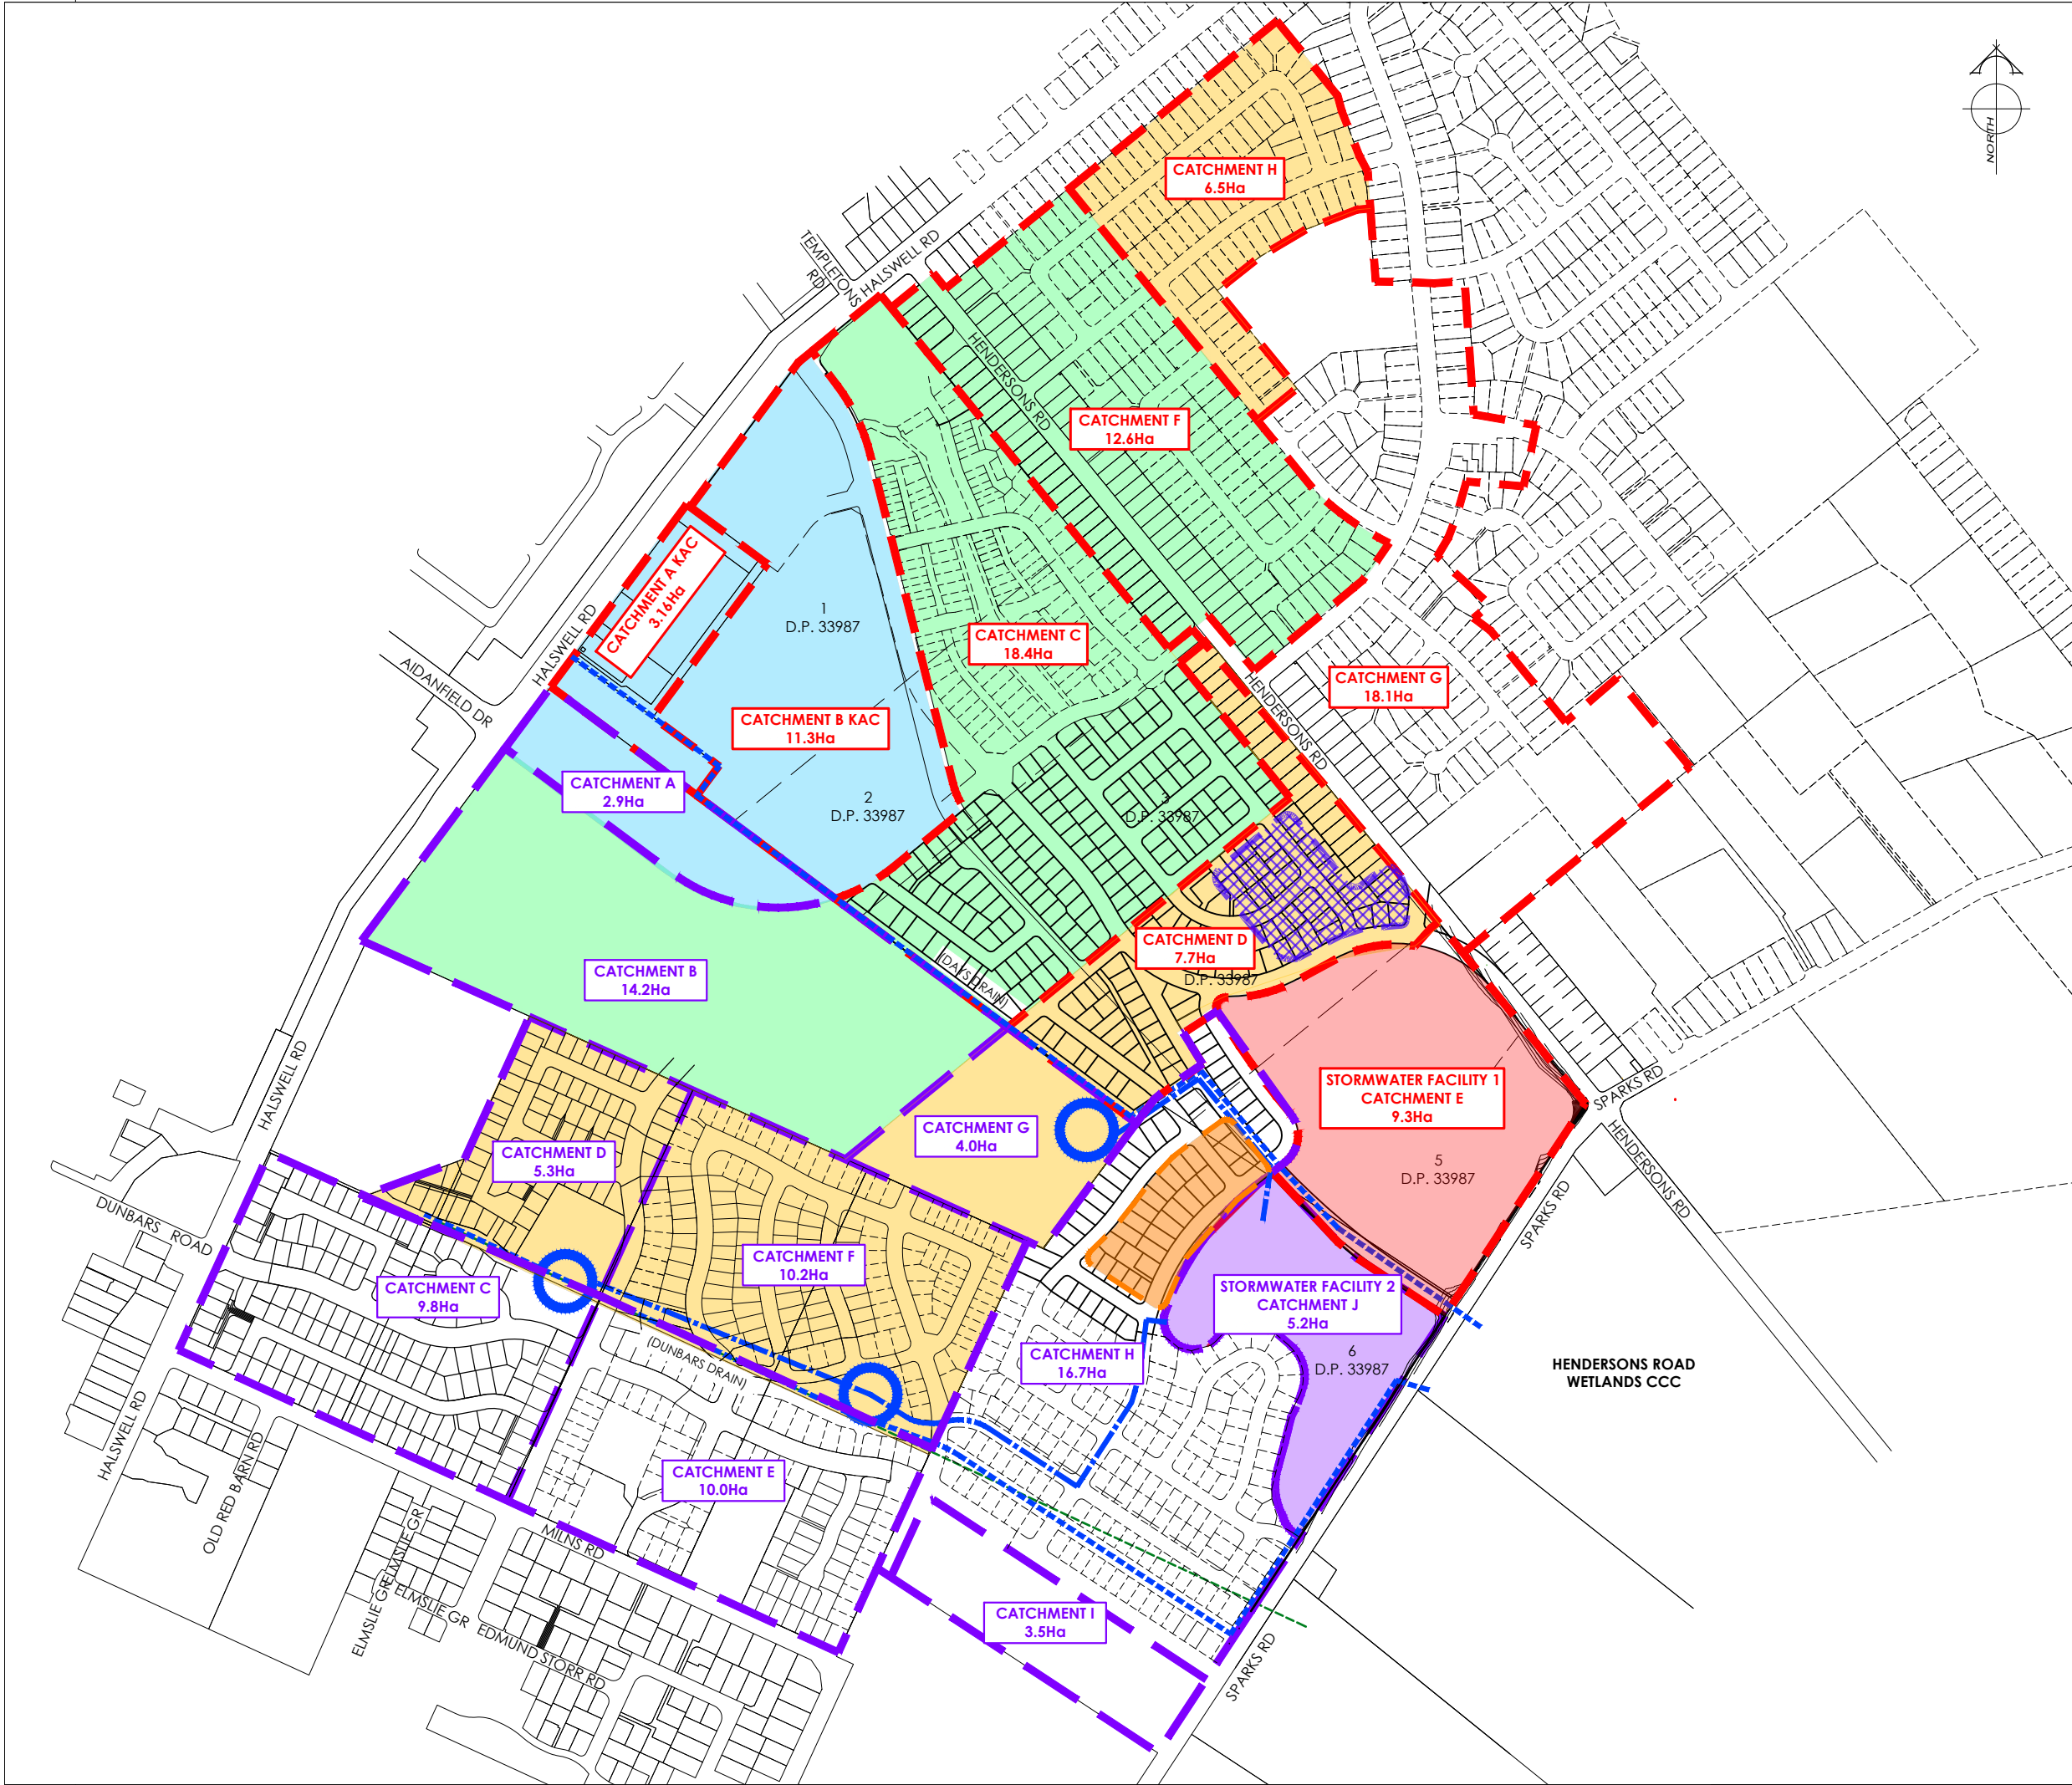 NORTH
CATCHMENT H
6.5Ha
TEMPLETONS
RD
HALSWELL RD
HENDERSONS RD
CATCHMENT F
12.6Ha
CATCHMENT A KAC
3.16Ha
1
D.P. 33987
CATCHMENT C
18.4Ha
HALSWELL RD
AIDANFIELD DR
CATCHMENT G
18.1Ha
HENDERSONS RD
CATCHMENT B KAC
11.3Ha
CATCHMENT A
2.9Ha
2
D.P. 33987
3
D.P. 33987
CATCHMENT D
7.7Ha
D.P. 33987
CATCHMENT B
14.2Ha
(DAYS DRAIN)
HALSWELL RD
STORMWATER FACILITY 1
CATCHMENT E
9.3Ha
SPARKS RD
CATCHMENT G
4.0Ha
CATCHMENT D
5.3Ha
5
D.P. 33987
HENDERSONS RD
DUNBARS ROAD
SPARKS RD
CATCHMENT F
10.2Ha
CATCHMENT C
9.8Ha
STORMWATER FACILITY 2
CATCHMENT J
5.2Ha
(DUNBARS DRAIN)
CATCHMENT H
16.7Ha
6
D.P. 33987
HENDERSONS ROAD
WETLANDS CCC
HALSWELL RD
OLD RED BARN RD
CATCHMENT E
10.0Ha
MILNS RD
ELMSLIE GR
ELMSLIE GR
ELMSLIE GR
EDMUND STORR RD
CATCHMENT I
3.5Ha
SPARKS RD